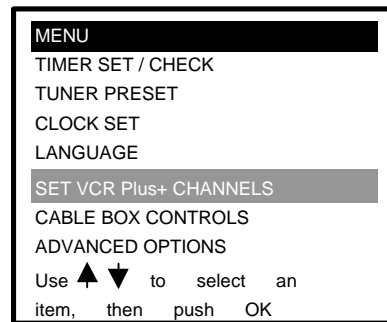 MENU
TIMER SET / CHECK
TUNER PRESET
CLOCK SET
LANGUAGE
SET VCR Plus+ CHANNELS
CABLE BOX CONTROLS
ADVANCED OPTIONS
Use ↑ ↓ to select an
item, then push OK